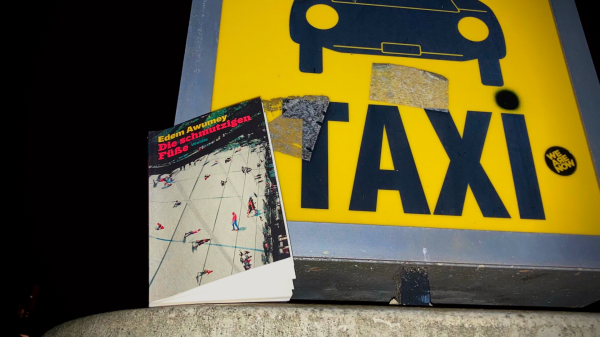 Edem Awumey
Die schmutzigen
Füße
TAXi
WE ARE
NOW